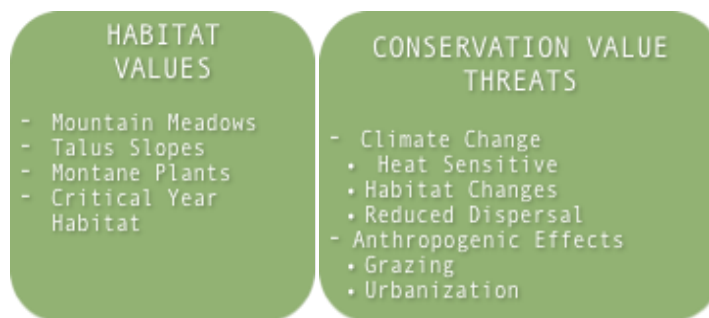 HABITAT
VALUES
- Mountain Meadows
- Talus Slopes
- Montane Plants
- Critical Year
Habitat
CONSERVATION VALUE
THREATS
- Climate Change
• Heat Sensitive
• Habitat Changes
• Reduced Dispersal
- Anthropogenic Effects
• Grazing
• Urbanization